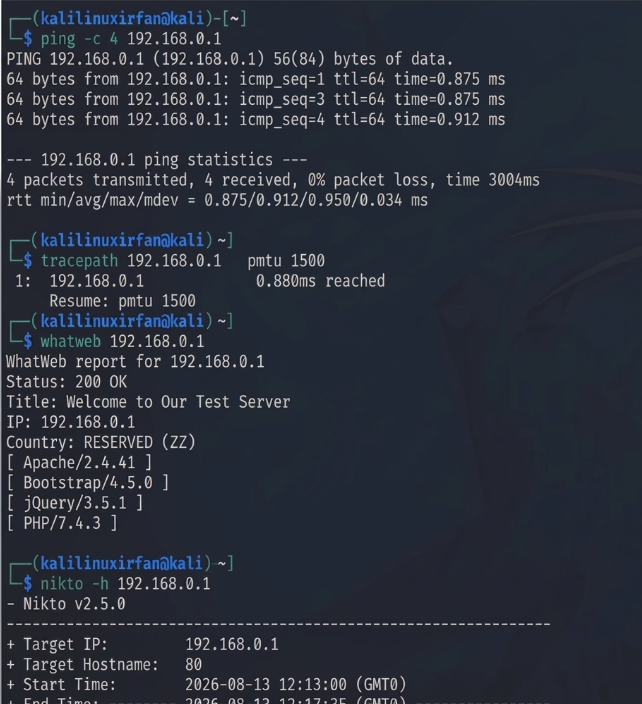 ┌──(kalilinuxirfan@kali)-[~]
└─$ ping -c 4 192.168.0.1
PING 192.168.0.1 (192.168.0.1) 56(84) bytes of data.
64 bytes from 192.168.0.1: icmp_seq=1 ttl=64 time=0.875 ms
64 bytes from 192.168.0.1: icmp_seq=3 ttl=64 time=0.875 ms
64 bytes from 192.168.0.1: icmp_seq=4 ttl=64 time=0.912 ms
--- 192.168.0.1 ping statistics ---
4 packets transmitted, 4 received, 0% packet loss, time 3004ms
rtt min/avg/max/mdev = 0.875/0.912/0.950/0.034 ms
┌──(kalilinuxirfan@kali) ~]
└─$ tracepath 192.168.0.1   pmtu 1500
1:  192.168.0.1              0.880ms reached
Resume: pmtu 1500
┌──(kalilinuxirfan@kali) ~]
└─$ whatweb 192.168.0.1
WhatWeb report for 192.168.0.1
Status: 200 OK
Title: Welcome to Our Test Server
IP: 192.168.0.1
Country: RESERVED (ZZ)
[ Apache/2.4.41 ]
[ Bootstrap/4.5.0 ]
[ jQuery/3.5.1 ]
[ PHP/7.4.3 ]
┌──(kalilinuxirfan@kali) ~]
└─$ nikto -h 192.168.0.1
- Nikto v2.5.0
---------------------------------------------------------------
+ Target IP:          192.168.0.1
+ Target Hostname:    80
+ Start Time:         2026-08-13 12:13:00 (GMT0)
+ End Time:           2026-08-13 12:17:35 (GMT0)